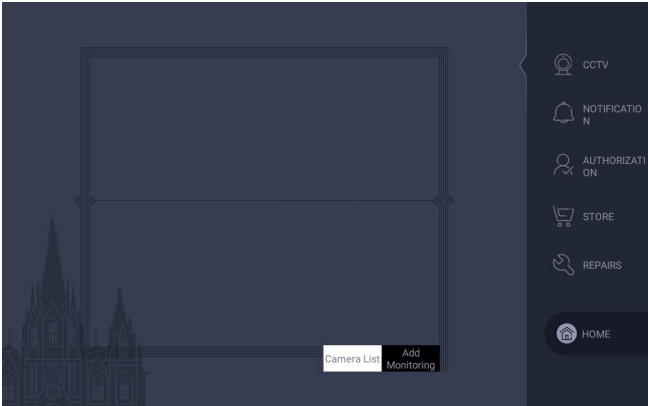 CCTV
NOTIFICATIO
N
AUTHORIZATI
ON
STORE
REPAIRS
HOME
Camera List
Add
Monitoring